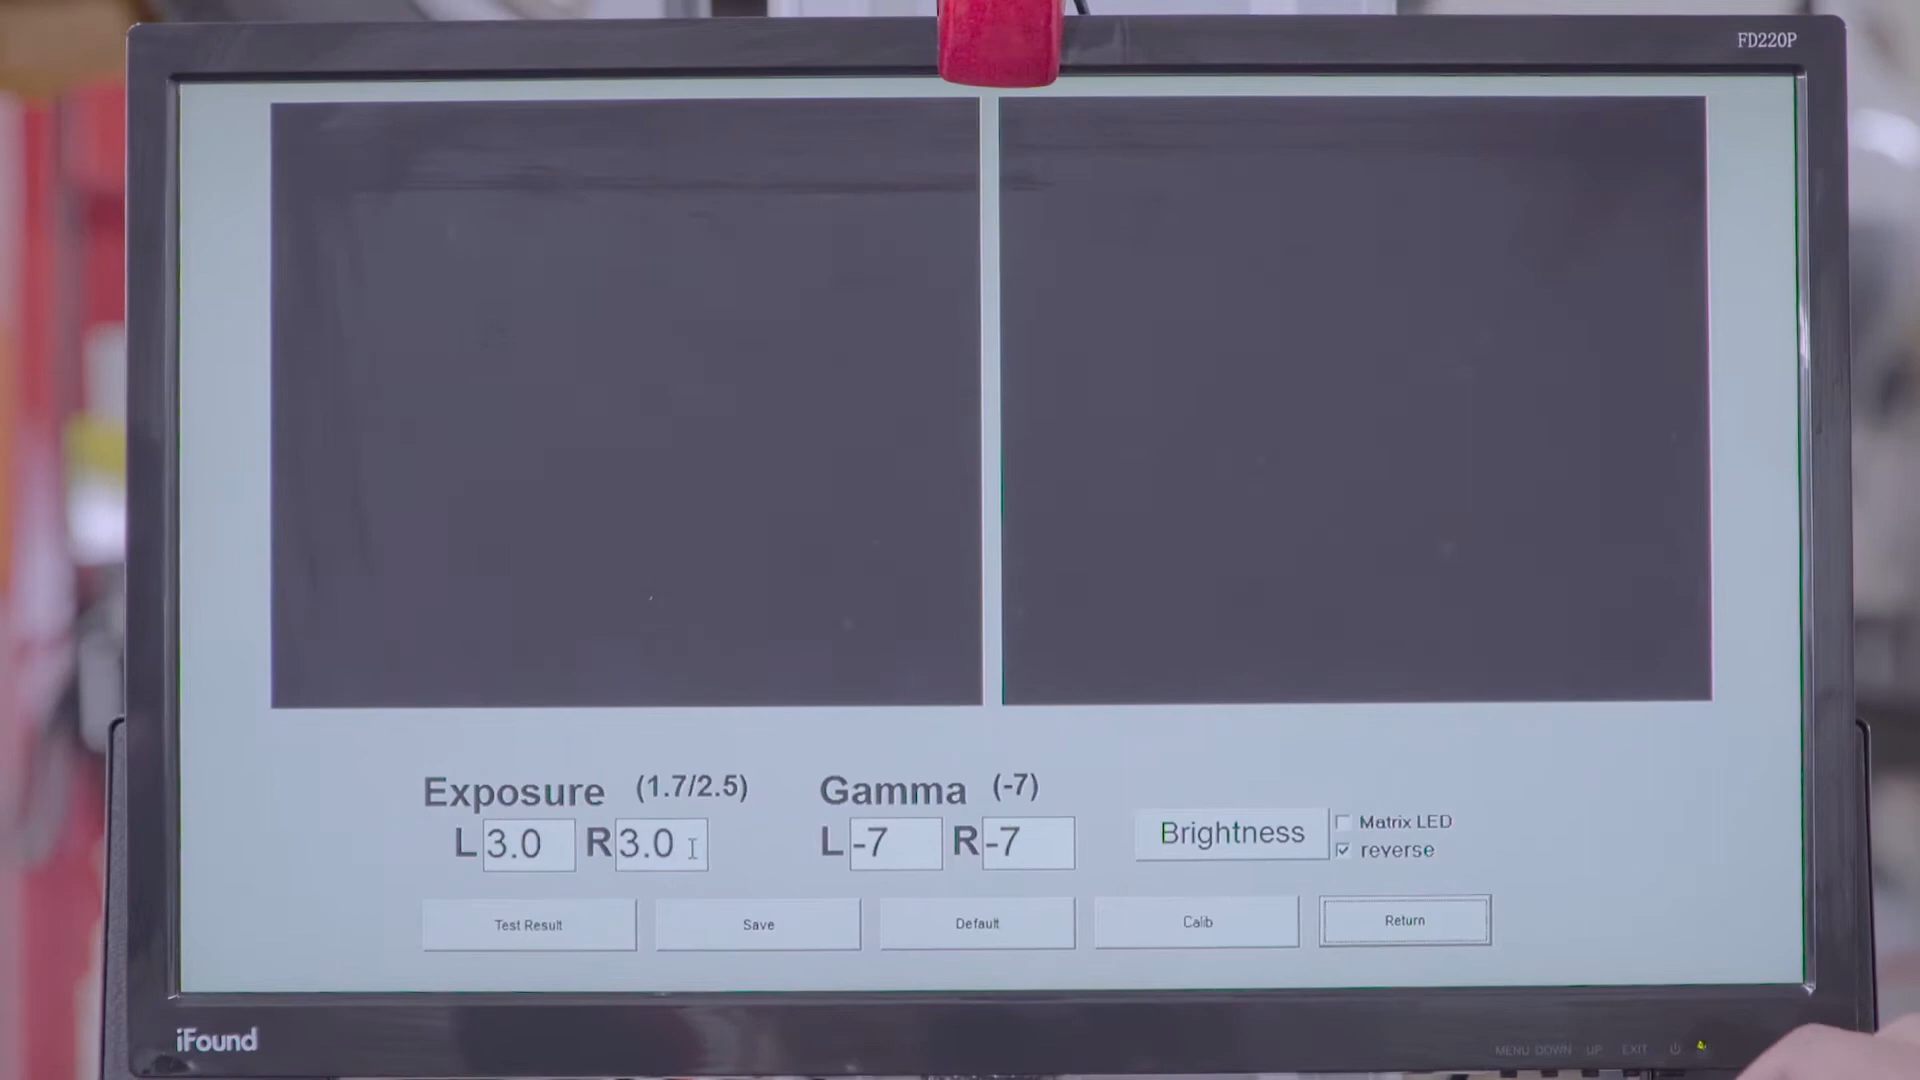 FD220P
Exposure (1.7/2.5) Gamma (-7)
L 3.0 R 3.0 L -7 R -7 Brightness
Matrix LED
reverse
Test Result Save Default Calib Return
iFound
MENU DOWN UP EXIT